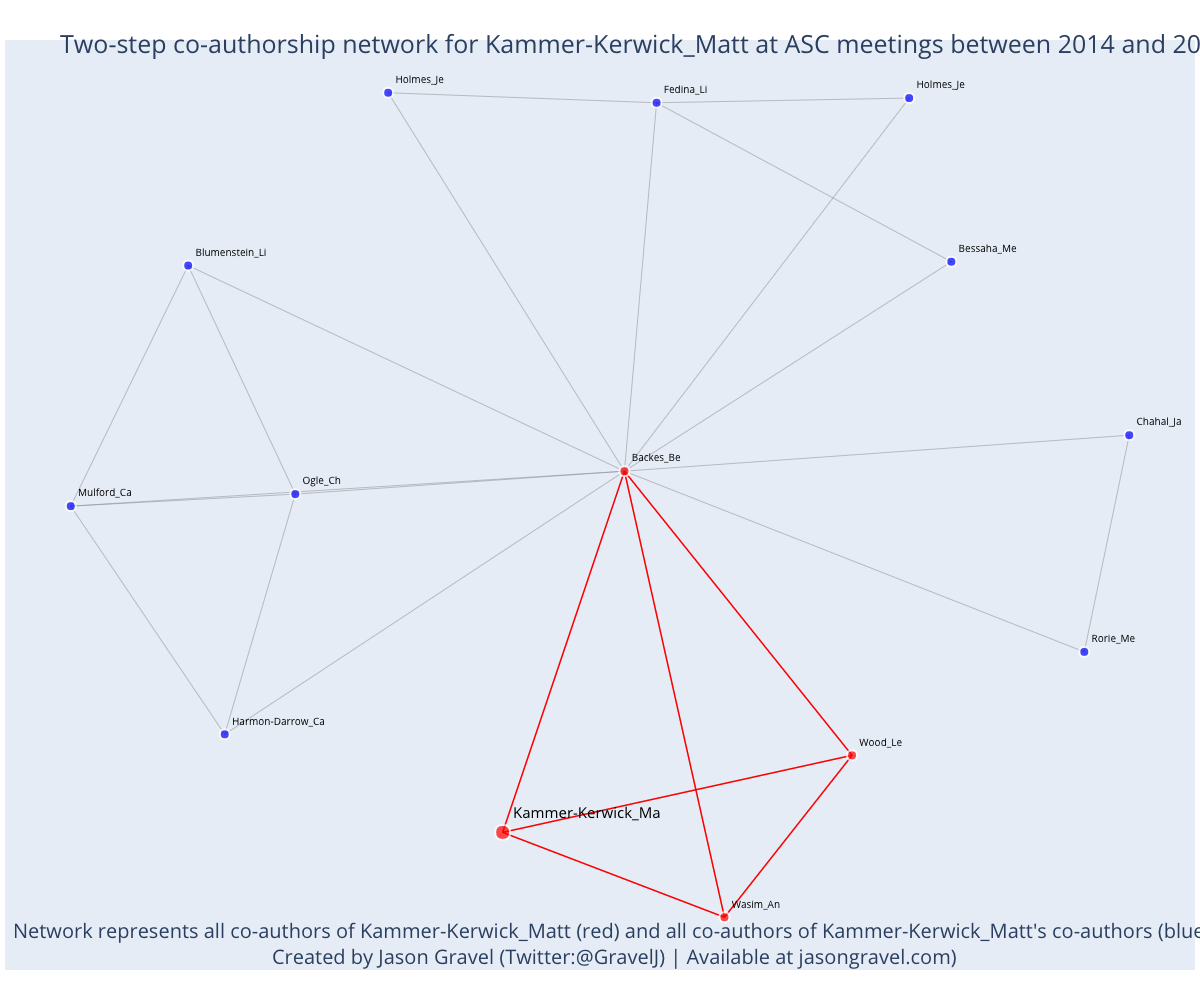 Two-step co-authorship network for Kammer-Kerwick_Matt at ASC meetings between 2014 and 20
Holmes_Je
Fedina_Li
Holmes_Je
Blumenstein_Li
Bessaha_Me
Chahal_Ja
Backes_Be
Ogle_Ch
Mulford_Ca
Rorie_Me
Harmon-Darrow_Ca
Wood_Le
Kammer-Kerwick_Ma
Wasim_An
Network represents all co-authors of Kammer-Kerwick_Matt (red) and all co-authors of Kammer-Kerwick_Matt's co-authors (blue
Created by Jason Gravel (Twitter:@GravelJ) | Available at jasongravel.com)